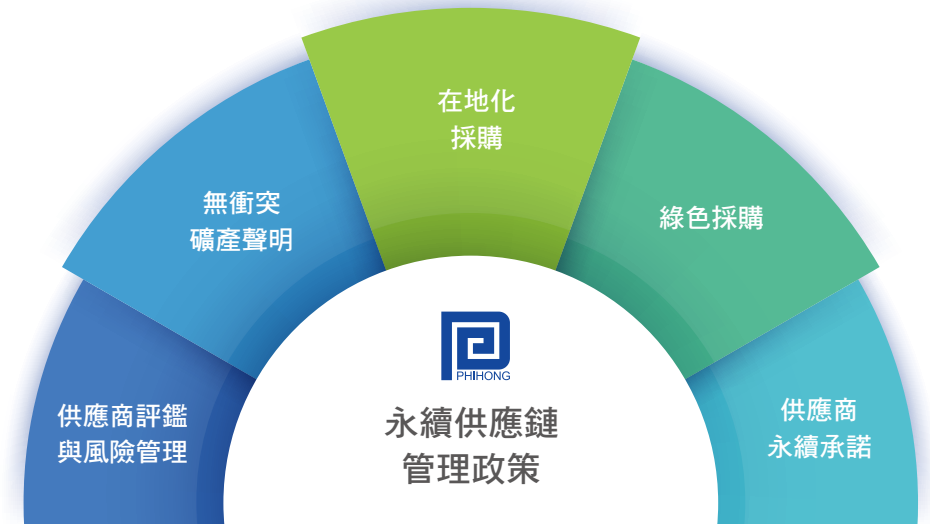 在地化
採購
無衝突
礦產聲明
綠色採購
供應商評鑑
與風險管理
供應商
永續承諾
PHIHONG
永續供應鏈
管理政策